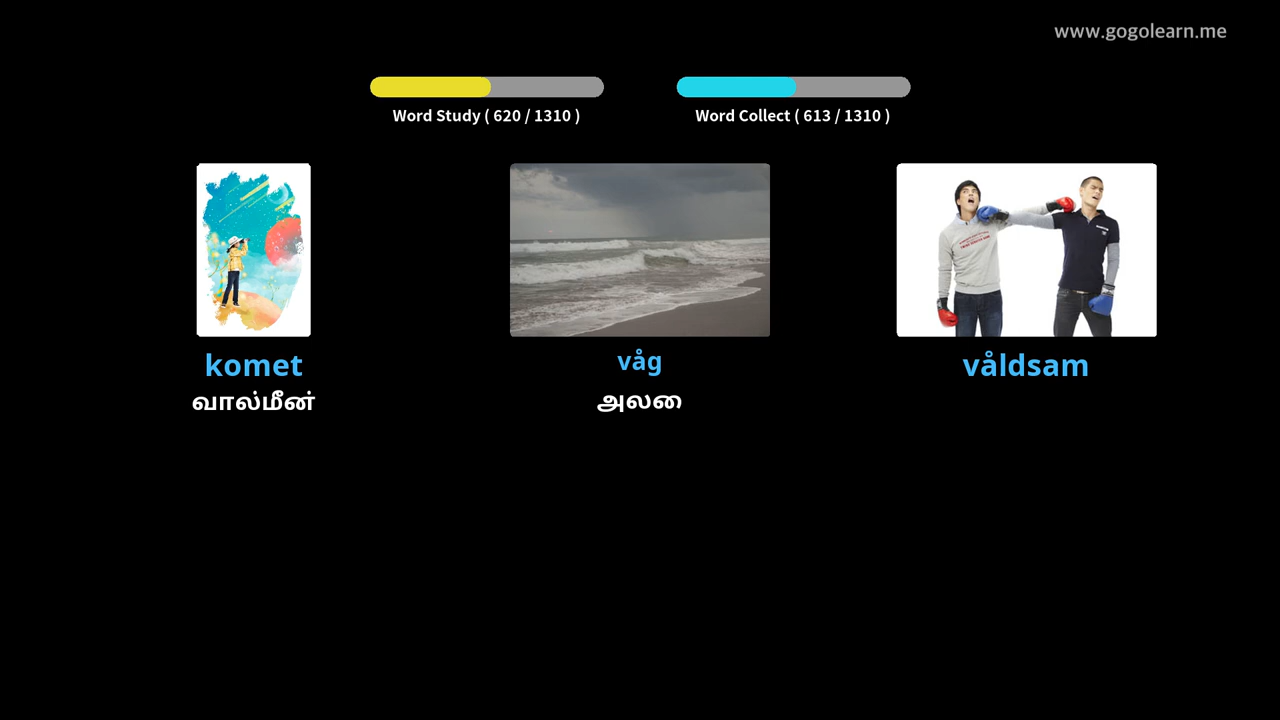 www.gogolearn.me
Word Study ( 620 / 1310 )
Word Collect ( 613 / 1310 )
komet
våg
våldsam
வால்மீன்
அலை